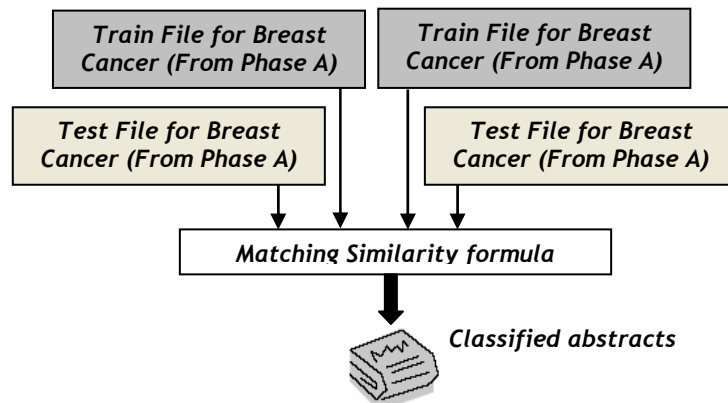 Train File for Breast
Cancer (From Phase A)
Train File for Breast
Cancer (From Phase A)
Test File for Breast
Cancer (From Phase A)
Test File for Breast
Cancer (From Phase A)
Matching Similarity formula
Classified abstracts